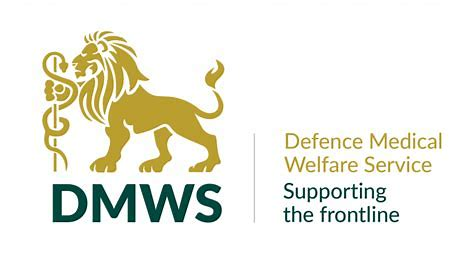 DMWS
Defence Medical
Welfare Service
Supporting
the frontline